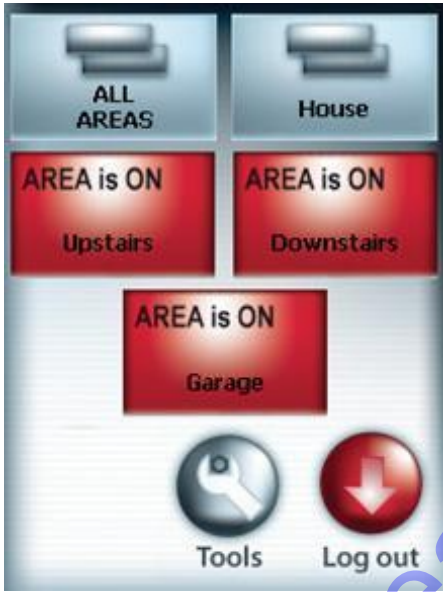 ALL
AREAS
House
AREA is ON
Upstairs
AREA is ON
Downstairs
AREA is ON
Garage
Tools
Log out